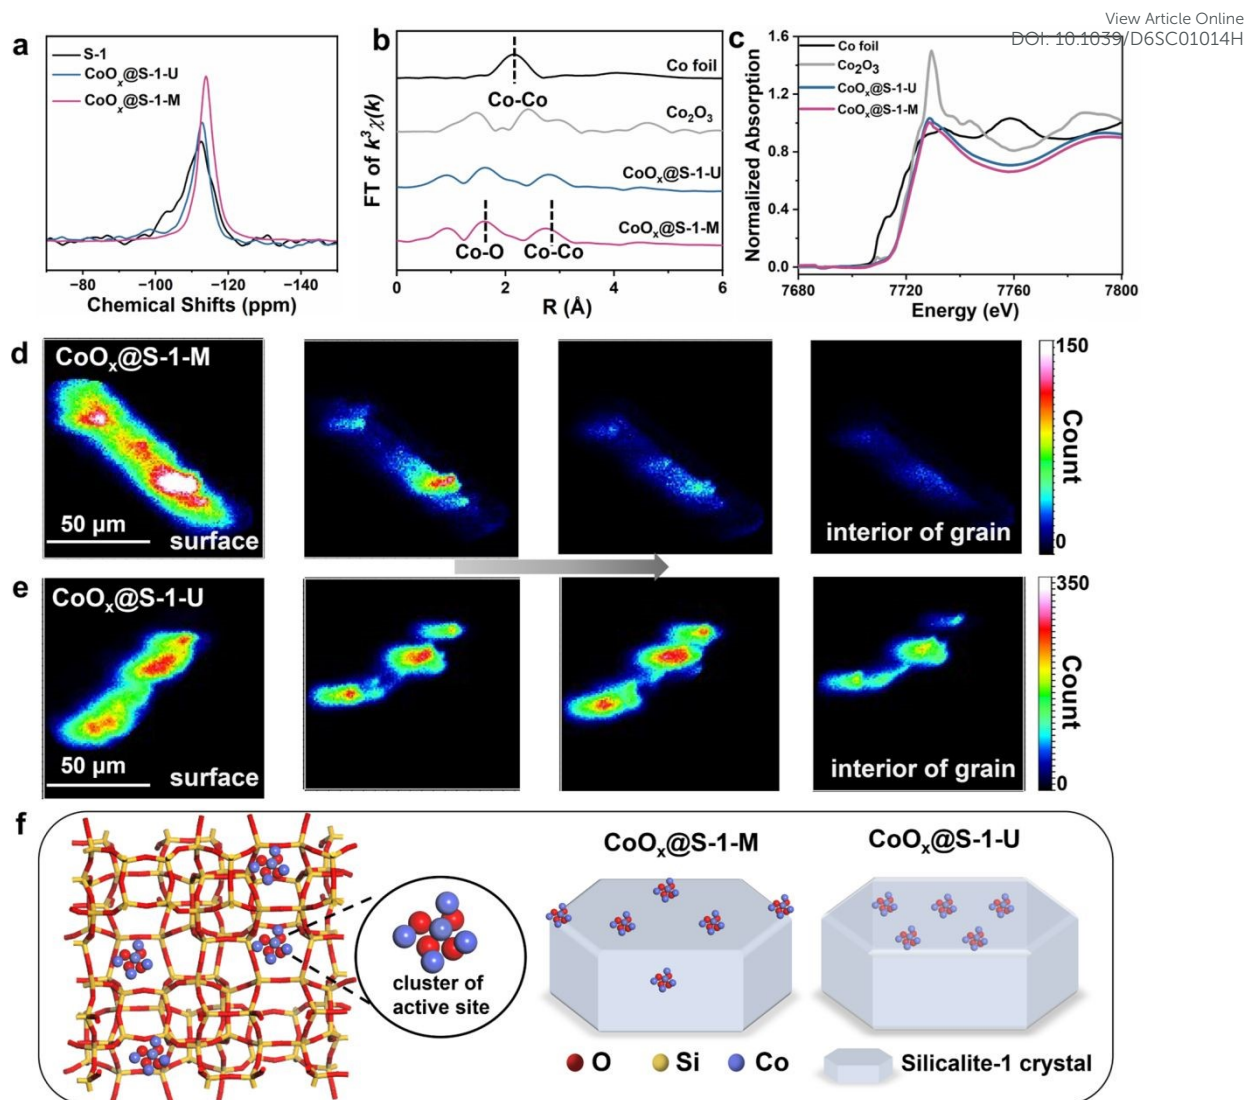 View Article Online
DOI: 10.1039/D6SC01014H
a
S-1
CoOₓ@S-1-U
CoOₓ@S-1-M
−80 −100 −120 −140
Chemical Shifts (ppm)
b
FT of k³χ(k)
Co foil
Co-Co
Co₂O₃
CoOₓ@S-1-U
CoOₓ@S-1-M
Co-O Co-Co
0 2 4 6
R (Å)
c
Normalized Absorption
1.6
1.2
0.8
0.4
0.0
Co foil
Co₂O₃
CoOₓ@S-1-U
CoOₓ@S-1-M
7680 7720 7760 7800
Energy (eV)
d
CoOₓ@S-1-M
50 μm
surface
interior of grain
150
Count
0
e
CoOₓ@S-1-U
50 μm
surface
interior of grain
350
Count
0
f
cluster of
active site
CoOₓ@S-1-M
CoOₓ@S-1-U
O Si Co Silicalite-1 crystal